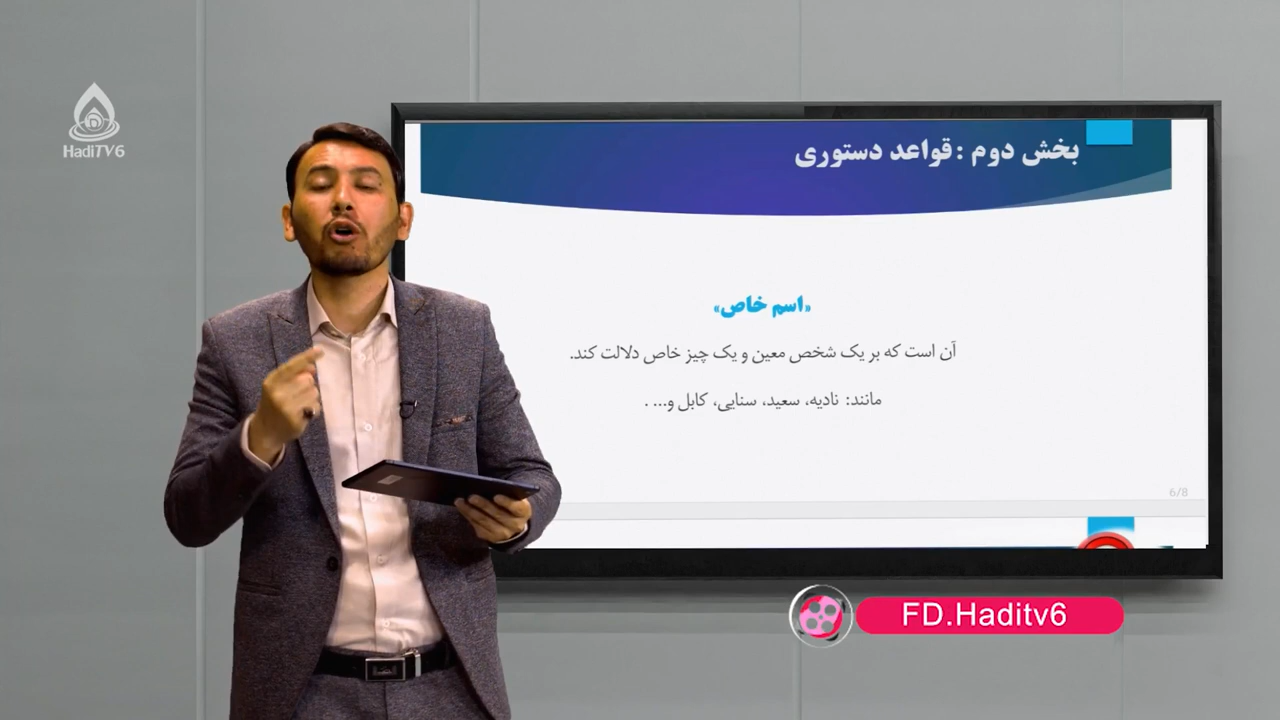 HadiTV6
بخش دوم : قواعد دستوری
«اسم خاص»
آن است که بر یک شخص معین و یک چیز خاص دلالت کند.
مانند: نادیه، سعید، سنایی، کابل و... .
6/8
FD.Haditv6